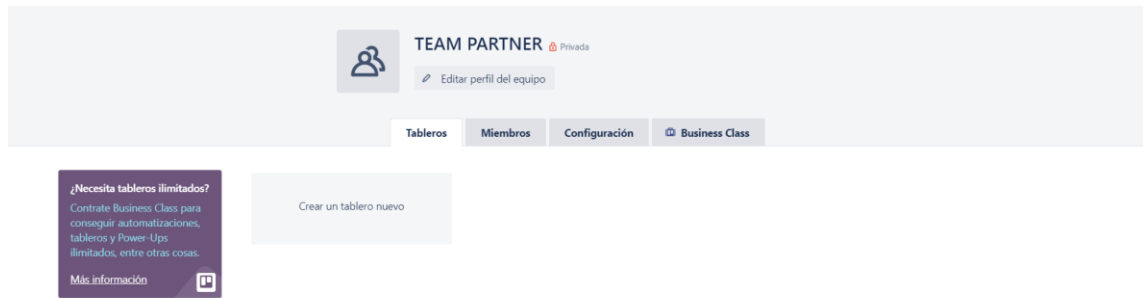 TEAM PARTNER Privada
Editar perfil del equipo
Tableros Miembros Configuración Business Class
¿Necesita tableros ilimitados?
Contrate Business Class para
conseguir automatizaciones,
tableros y Power-Ups
ilimitados, entre otras cosas.
Más información
Crear un tablero nuevo